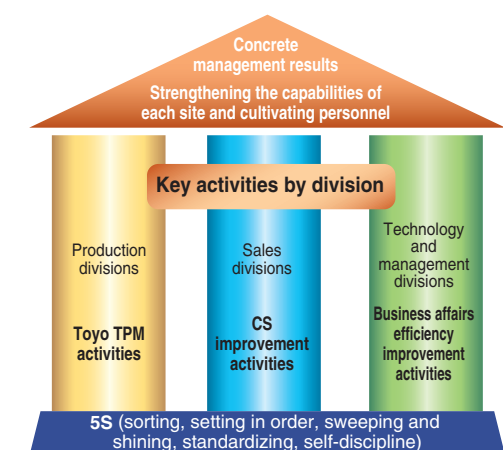 Concrete
management results
Strengthening the capabilities of
each site and cultivating personnel
Key activities by division
Production
divisions
Toyo TPM
activities
Sales
divisions
CS
improvement
activities
Technology
and
management
divisions
Business affairs
efficiency
improvement
activities
5S (sorting, setting in order, sweeping and
shining, standardizing, self-discipline)